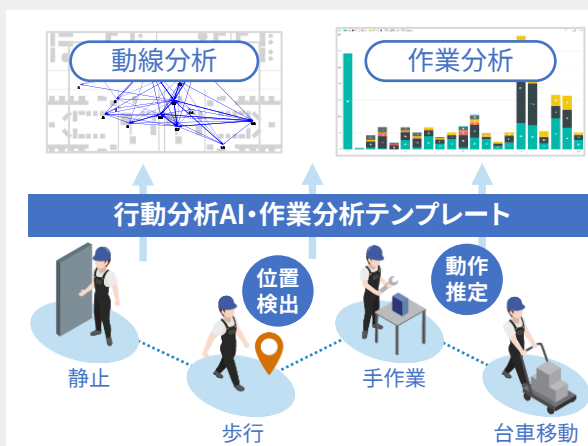 動線分析
作業分析
行動分析AI・作業分析テンプレート
位置
検出
動作
推定
静止
手作業
歩行
台車移動